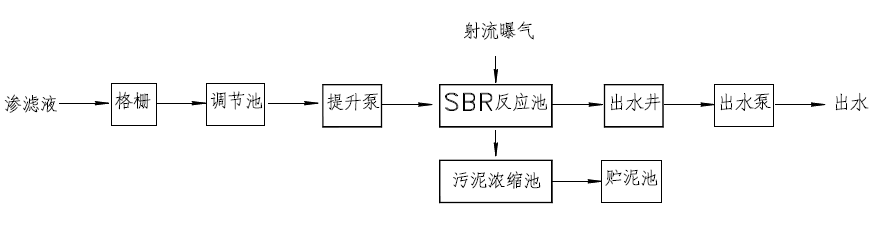 射流曝气
渗滤液
格栅
调节池
提升泵
SBR反应池
出水井
出水泵
出水
污泥浓缩池
贮泥池